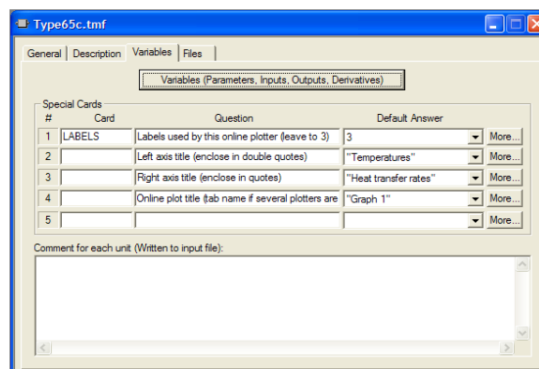 Type65c.tmf
General Description Variables Files
Variables (Parameters, Inputs, Outputs, Derivatives)
Special Cards
# Card Question Default Answer
1 LABELS Labels used by this online plotter (leave to 3) 3 More...
2 Left axis title (enclose in double quotes) "Temperatures" More...
3 Right axis title (enclose in quotes) "Heat transfer rates" More...
4 Online plot title (tab name if several plotters are "Graph 1" More...
5 More...
Comment for each unit (Written to input file):